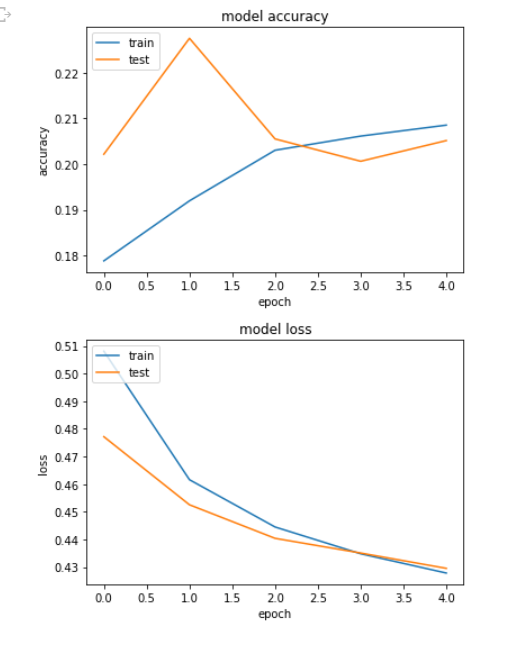 model accuracy
train
test
0.22
0.21
0.20
0.19
0.18
accuracy
0.0 0.5 1.0 1.5 2.0 2.5 3.0 3.5 4.0
epoch
model loss
train
test
0.51
0.50
0.49
0.48
0.47
0.46
0.45
0.44
0.43
loss
0.0 0.5 1.0 1.5 2.0 2.5 3.0 3.5 4.0
epoch